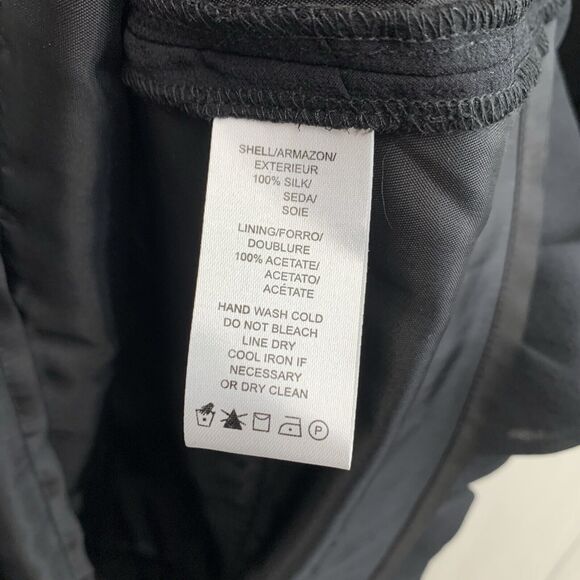 SHELL/ARMAZON/
EXTERIEUR
100% SILK/
SEDA/
SOIE
LINING/FORRO/
DOUBLURE
100% ACETATE/
ACETATO/
ACÉTATE
HAND WASH COLD
DO NOT BLEACH
LINE DRY
COOL IRON IF
NECESSARY
OR DRY CLEAN
P